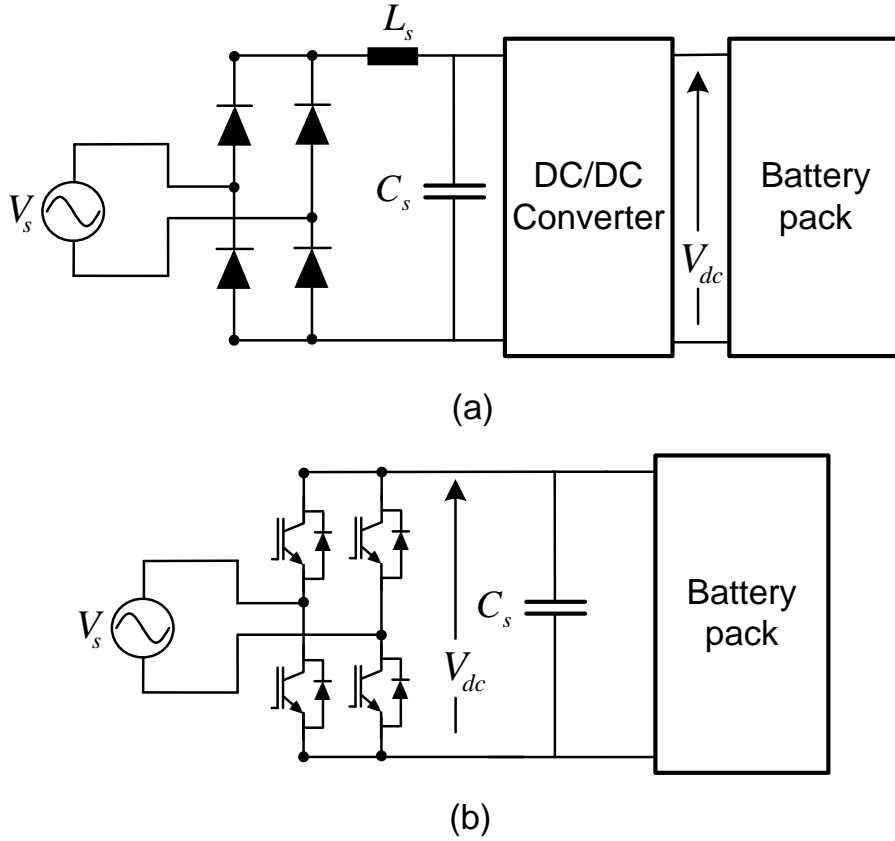 L_s
V_s
C_s
DC/DC
Converter
V_dc
Battery
pack
(a)
V_s
V_dc
C_s
Battery
pack
(b)